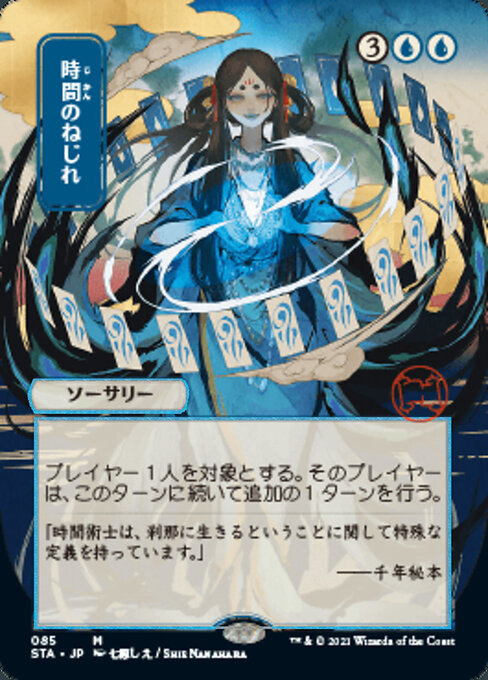 時間のねじれ
じかん
3
ソーサリー
プレイヤー１人を対象とする。そのプレイヤー
は、このターンに続いて追加の１ターンを行う。
「時間術士は、刹那に生きるということに関して特殊な
定義を持っています。」
――千年秘本
085 M
STA・JP 七原しえ/SHIE NANAHARA
™ & © 2021 Wizards of the Coast